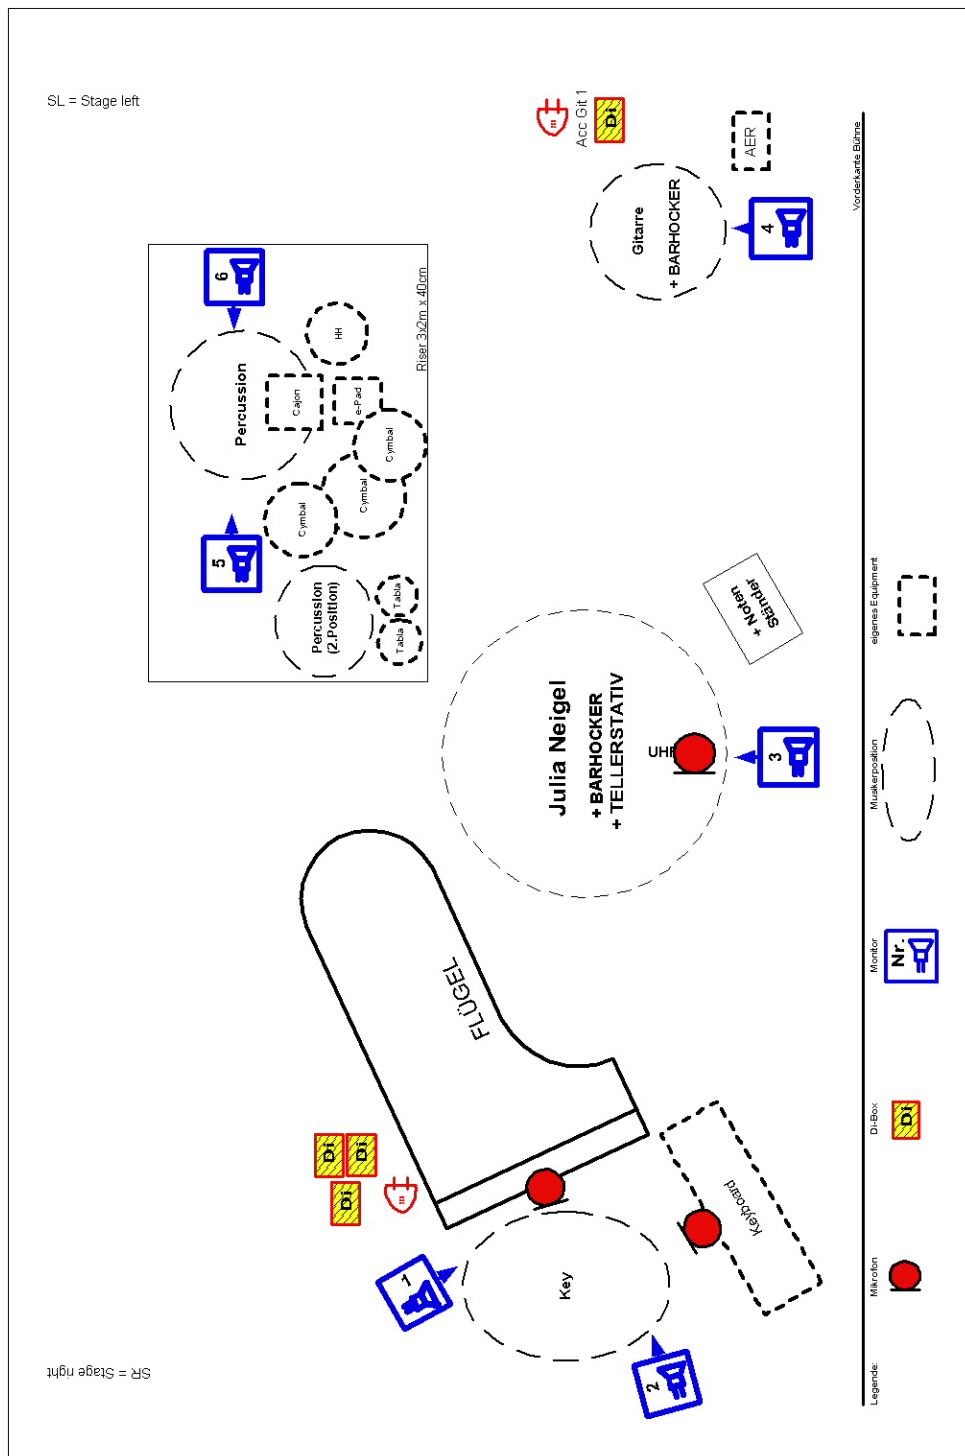 SL = Stage left
Acc Git 1
Di
AER
Gitarre
+ BARHOCKER
4
Vorderkante Bühne
6
Percussion
HH
Cajon
e-Pad
Riser 3x2m x 40cm
Cymbal
Cymbal
Cymbal
5
Percussion
(2.Position)
Tabla
Tabla
+ Noten
Ständer
Julia Neigel
+ BARHOCKER
+ TELLERSTATIV
UHF
3
FLÜGEL
Di
Di
Di
Key
Keyboard
1
2
SR = Stage right
Legende:
Mikrofon
Di-Box
Di
Monitor
Nr.
Musikerposition
eigenes Equipment